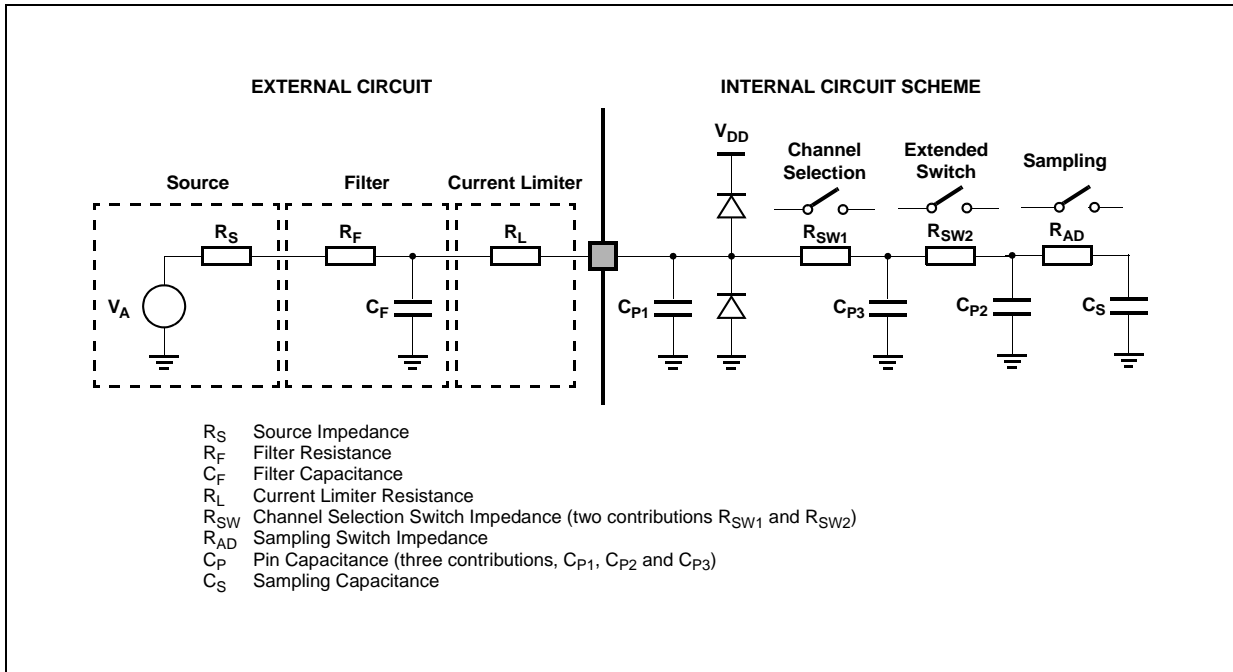 EXTERNAL CIRCUIT
INTERNAL CIRCUIT SCHEME
Source
Filter
Current Limiter
VDD
Channel
Selection
Extended
Switch
Sampling
RS
RF
RL
RSW1
RSW2
RAD
VA
CF
CP1
CP3
CP2
CS
RS Source Impedance
RF Filter Resistance
CF Filter Capacitance
RL Current Limiter Resistance
RSW Channel Selection Switch Impedance (two contributions RSW1 and RSW2)
RAD Sampling Switch Impedance
CP Pin Capacitance (three contributions, CP1, CP2 and CP3)
CS Sampling Capacitance